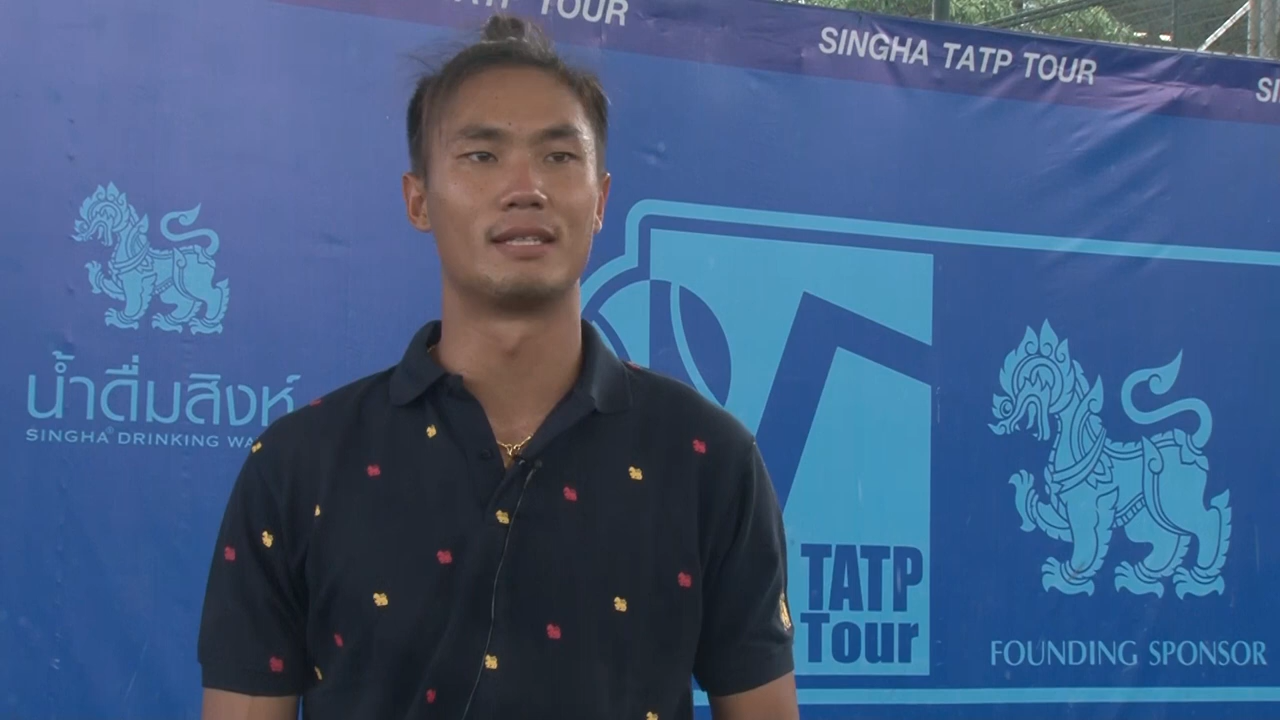 TATP TOUR
SINGHA TATP TOUR
SI
น้ำดื่มสิงห์
SINGHA® DRINKING WA
TATP
Tour
FOUNDING SPONSOR